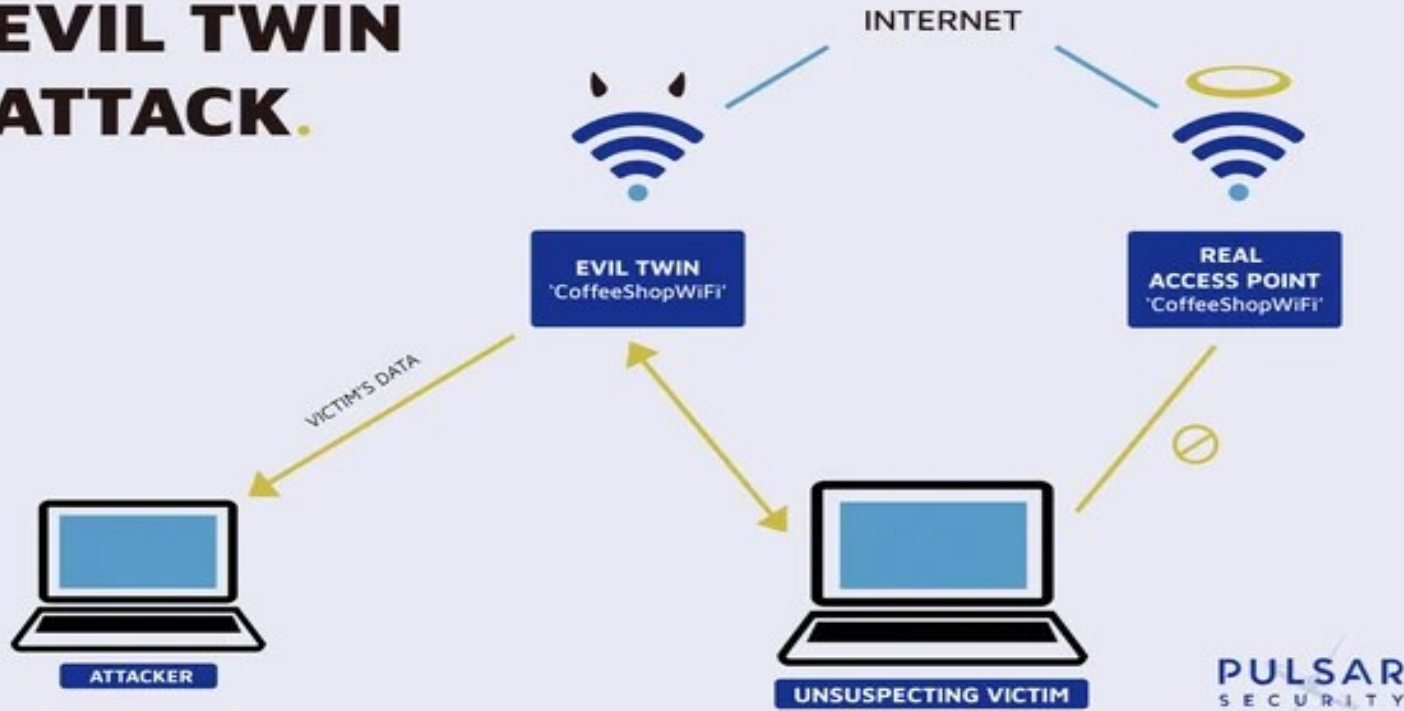 EVIL TWIN
ATTACK.
INTERNET
EVIL TWIN
'CoffeeShopWiFi'
REAL
ACCESS POINT
'CoffeeShopWiFi'
VICTIM'S DATA
ATTACKER
UNSUSPECTING VICTIM
PULSAR
SECURITY